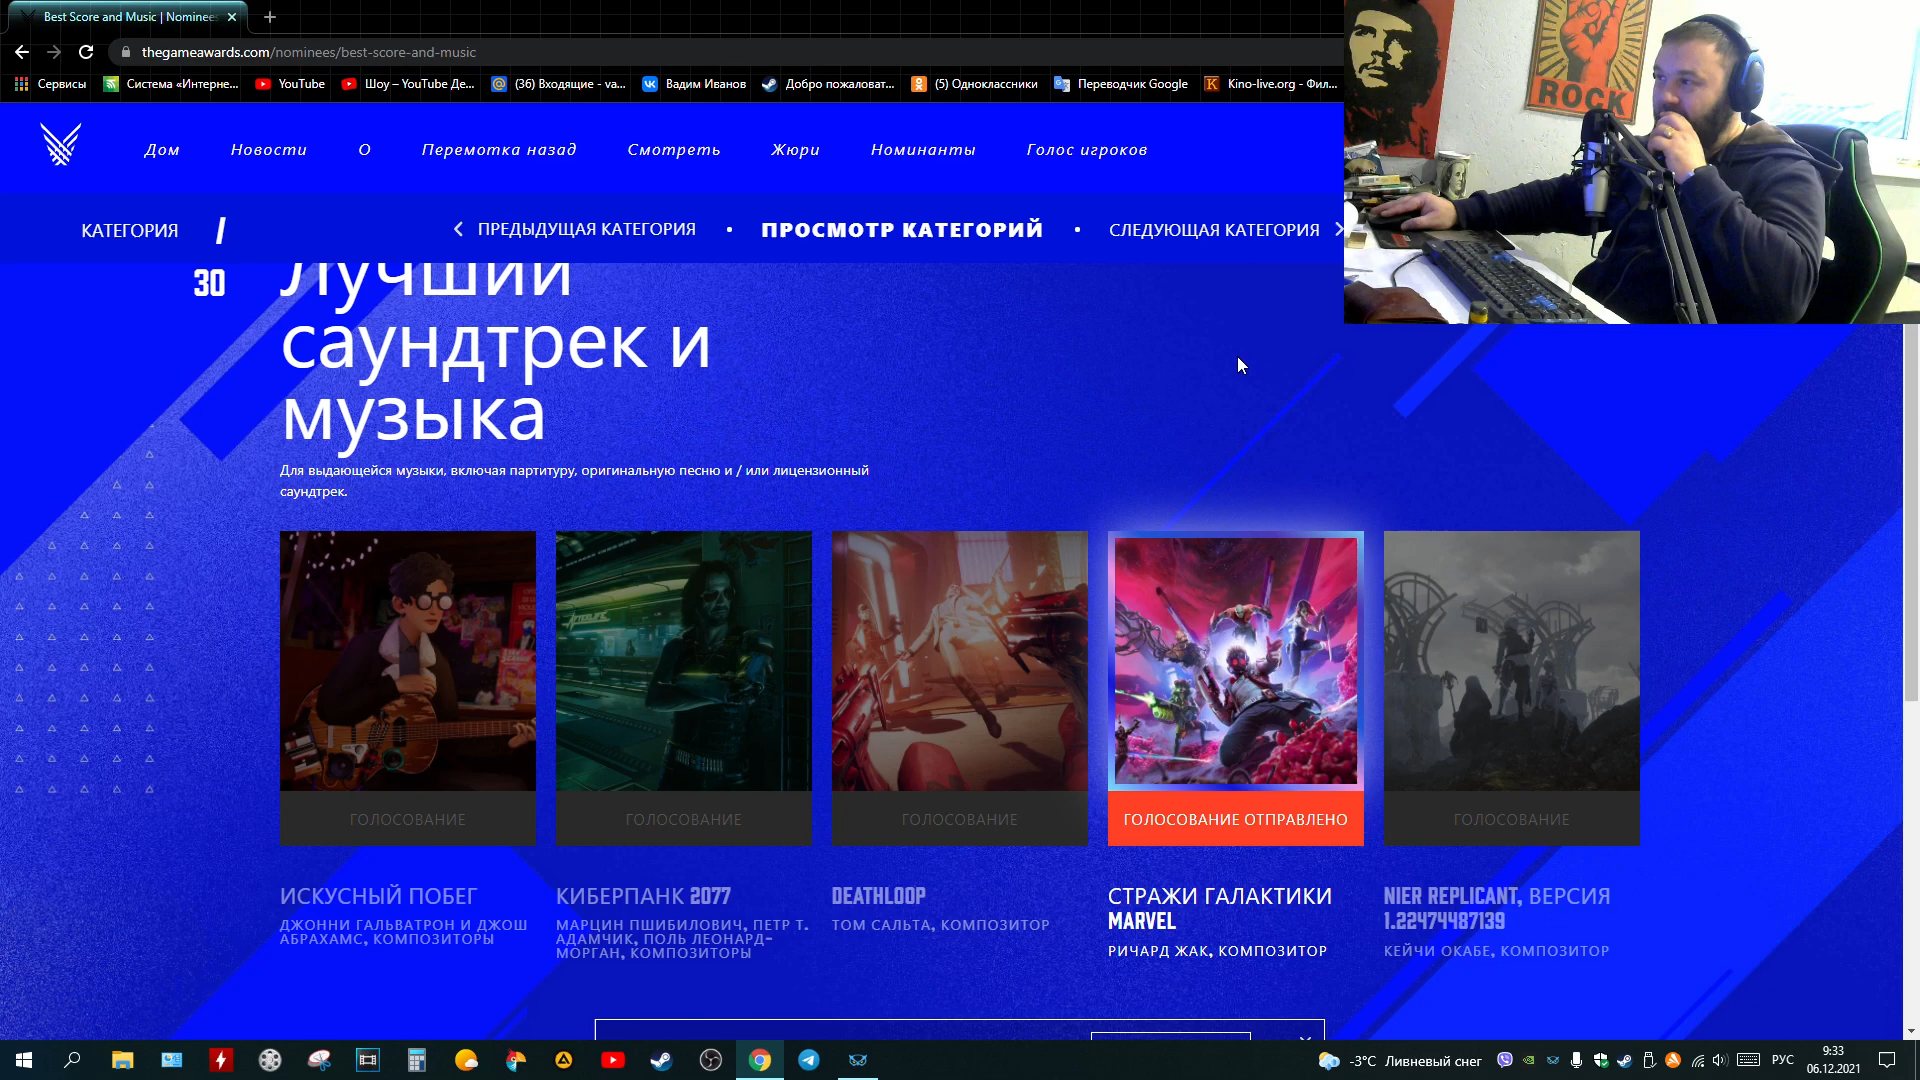 Best Score and Music | Nominees
thegameawards.com/nominees/best-score-and-music
Сервисы
Система «Интерне...
YouTube
Шоу – YouTube Де...
(36) Входящие - va...
Вадим Иванов
Добро пожаловат...
(5) Одноклассники
Переводчик Google
Kino-live.org - Фил...
ROCK
Дом
Новости
О
Перемотка назад
Смотреть
Жюри
Номинанты
Голос игроков
КАТЕГОРИЯ /
30
ПРЕДЫДУЩАЯ КАТЕГОРИЯ
ПРОСМОТР КАТЕГОРИЙ
СЛЕДУЮЩАЯ КАТЕГОРИЯ
Лучший
саундтрек и
музыка
Для выдающейся музыки, включая партитуру, оригинальную песню и / или лицензионный
саундтрек.
AFTERLIFE
ГОЛОСОВАНИЕ
ГОЛОСОВАНИЕ
ГОЛОСОВАНИЕ
ГОЛОСОВАНИЕ ОТПРАВЛЕНО
ГОЛОСОВАНИЕ
ИСКУСНЫЙ ПОБЕГ
ДЖОННИ ГАЛЬВАТРОН И ДЖОШ
АБРАХАМС, КОМПОЗИТОРЫ
КИБЕРПАНК 2077
МАРЦИН ПШИБИЛОВИЧ, ПЕТР Т.
АДАМЧИК, ПОЛЬ ЛЕОНАРД-
МОРГАН, КОМПОЗИТОРЫ
DEATHLOOP
ТОМ САЛЬТА, КОМПОЗИТОР
СТРАЖИ ГАЛАКТИКИ
MARVEL
РИЧАРД ЖАК, КОМПОЗИТОР
NIER REPLICANT, ВЕРСИЯ
1.22474487139
КЕЙЧИ ОКАБЕ, КОМПОЗИТОР
-3°C Ливневый снег
РУС
9:33
06.12.2021